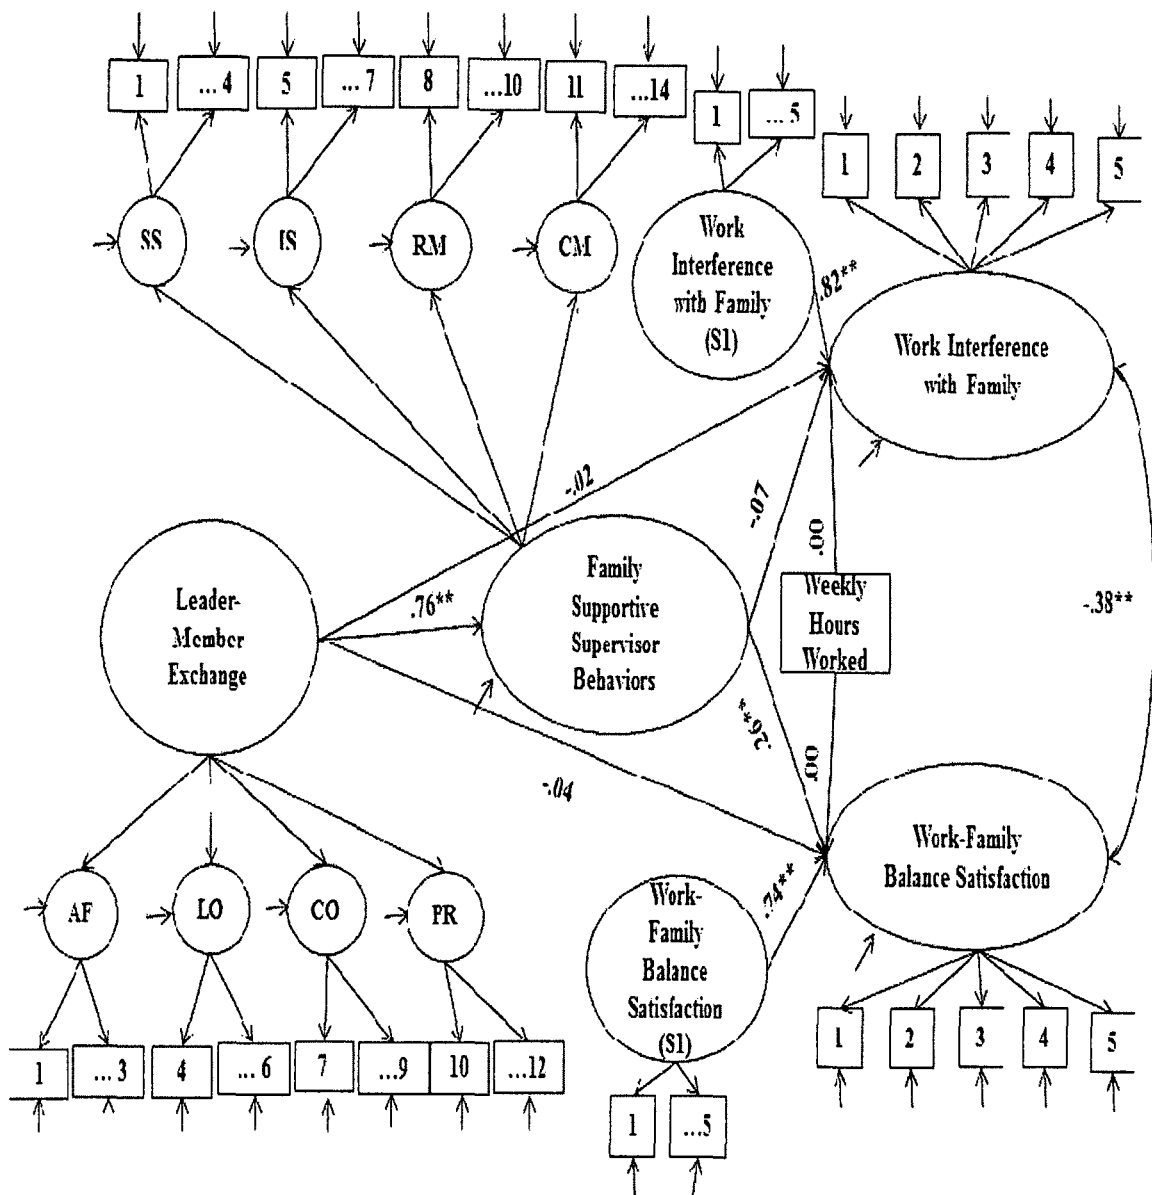 1
... 4
5
... 7
8
...10
11
...14
1
... 5
1
2
3
4
5
SS
IS
RM
CM
Work
Interference
with Family
(S1)
.82**
Work Interference
with Family
-.02
-.07
.00
Leader-
Member
Exchange
.76**
Family
Supportive
Supervisor
Behaviors
Weekly
Hours
Worked
-.38**
.26**
.00
-.04
Work-Family
Balance Satisfaction
.74**
Work-
Family
Balance
Satisfaction
(S1)
AF
LO
CO
PR
1
... 3
4
... 6
7
...9
10
...12
1
2
3
4
5
1
...5